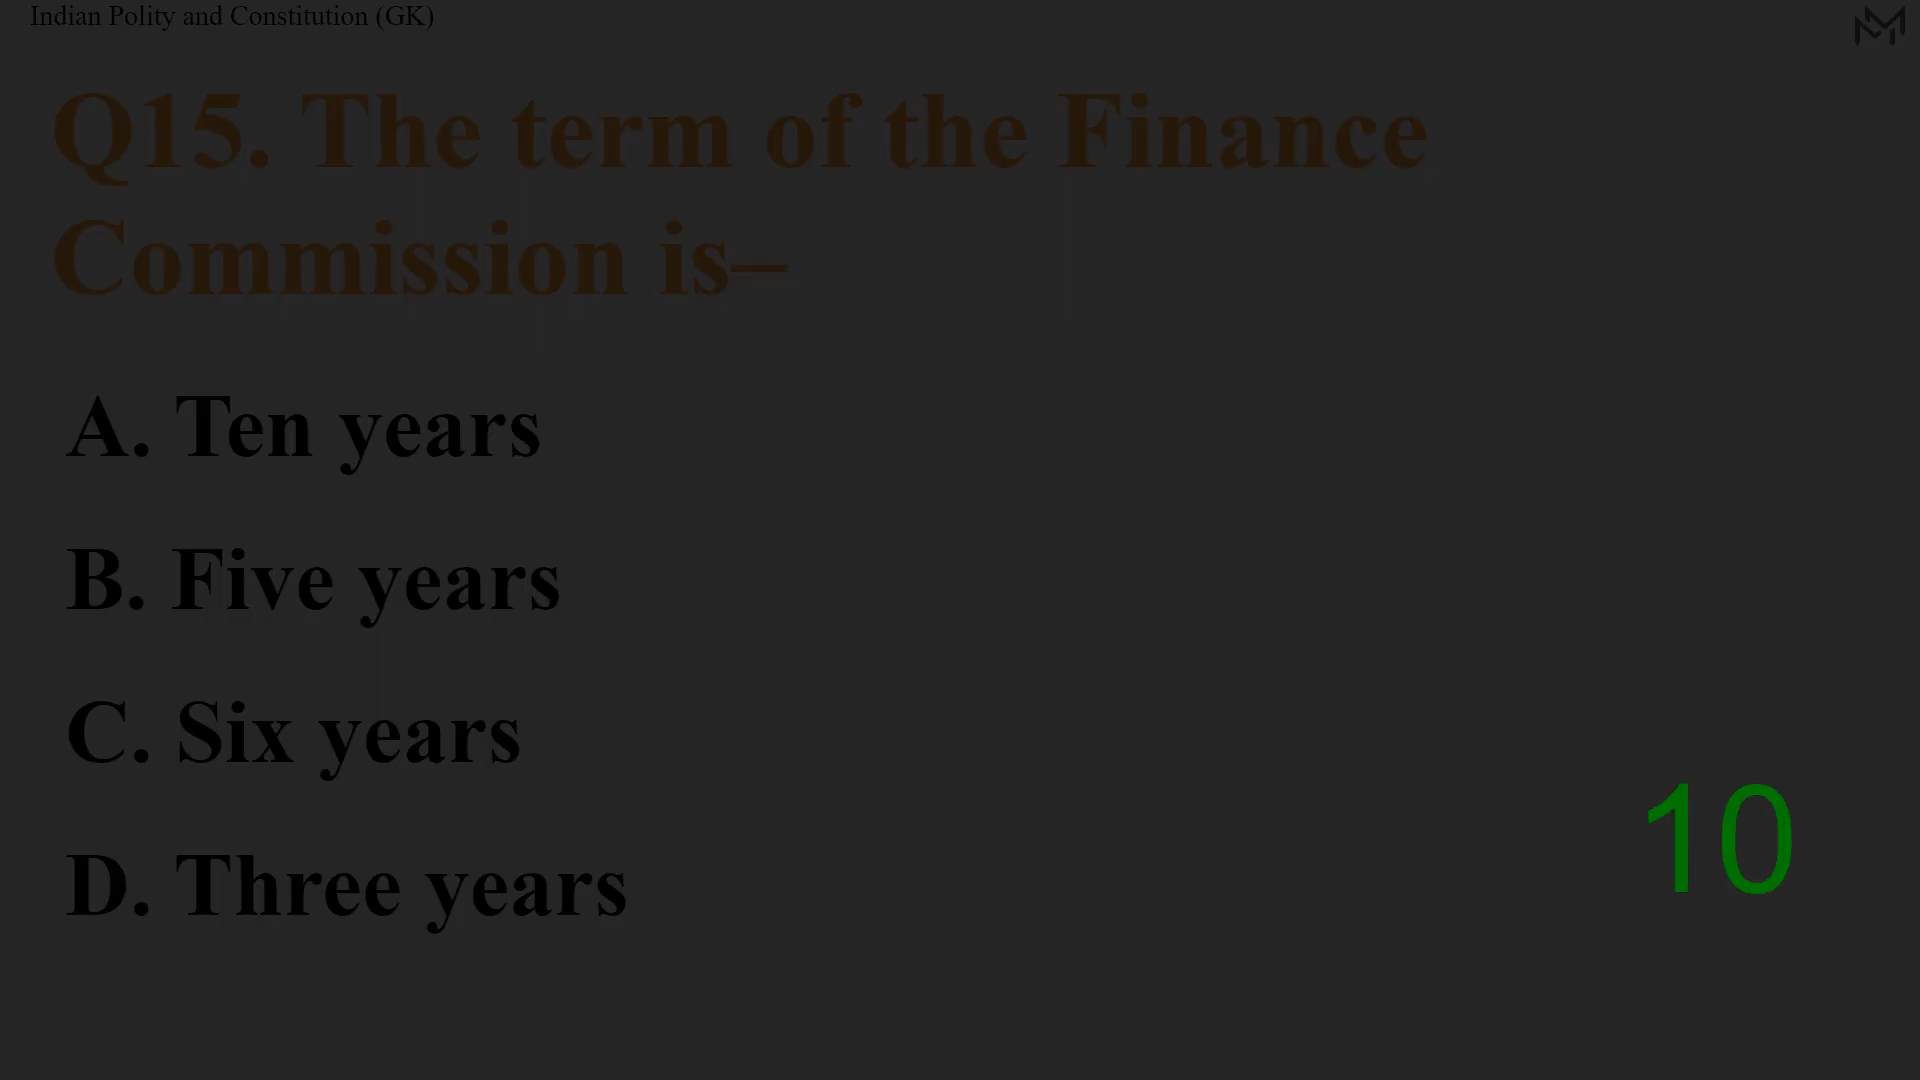 Indian Polity and Constitution (GK)
Q15. The term of the Finance
Commission is–
A. Ten years
B. Five years
C. Six years
D. Three years
10